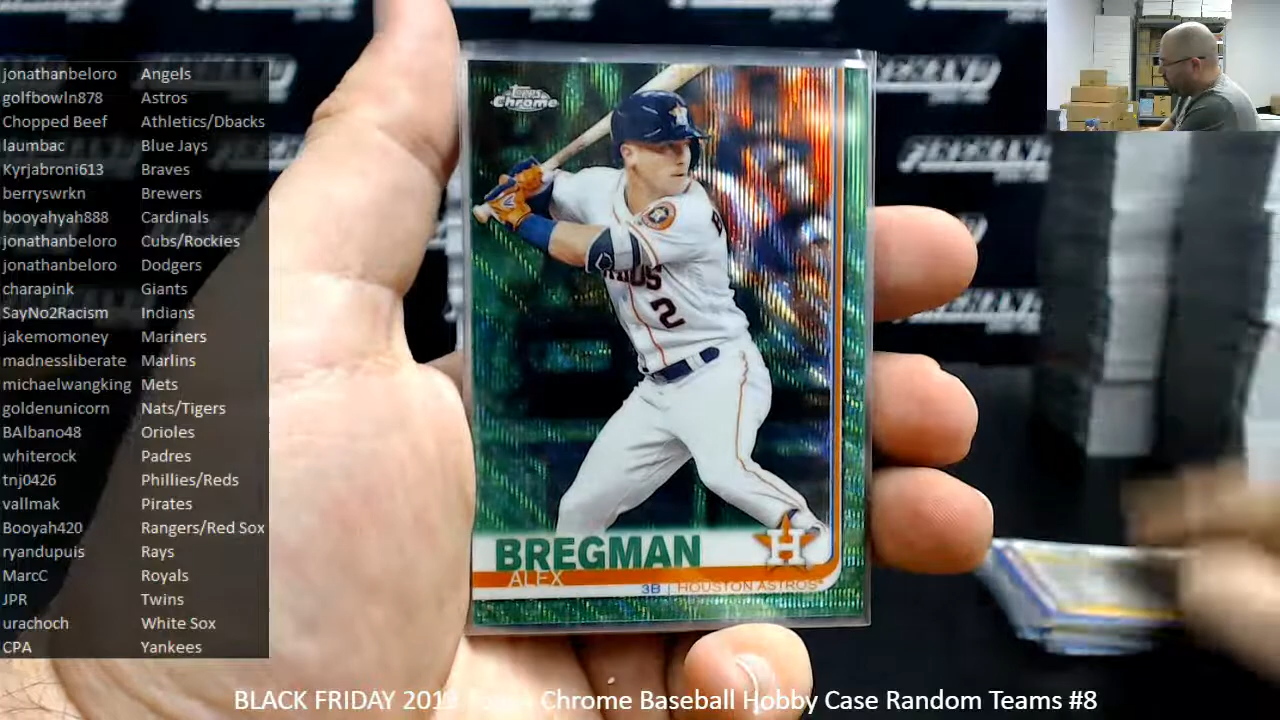 jonathanbeloro Angels
golfbowln878 Astros
Chopped Beef Athletics/Dbacks
laumbac Blue Jays
Kyrjabroni613 Braves
berryswrkn Brewers
booyahyah888 Cardinals
jonathanbeloro Cubs/Rockies
jonathanbeloro Dodgers
charapink Giants
SayNo2Racism Indians
jakemomoney Mariners
madnessliberate Marlins
michaelwangking Mets
goldenunicorn Nats/Tigers
BAlbano48 Orioles
whiterock Padres
tnj0426 Phillies/Reds
vallmak Pirates
Booyah420 Rangers/Red Sox
ryandupuis Rays
MarcC Royals
JPR Twins
urachoch White Sox
CPA Yankees
Topps
Chrome
2
BREGMAN
ALEX
H
3B | HOUSTON ASTROS
BLACK FRIDAY Chrome Baseball Hobby Case Random Teams #8